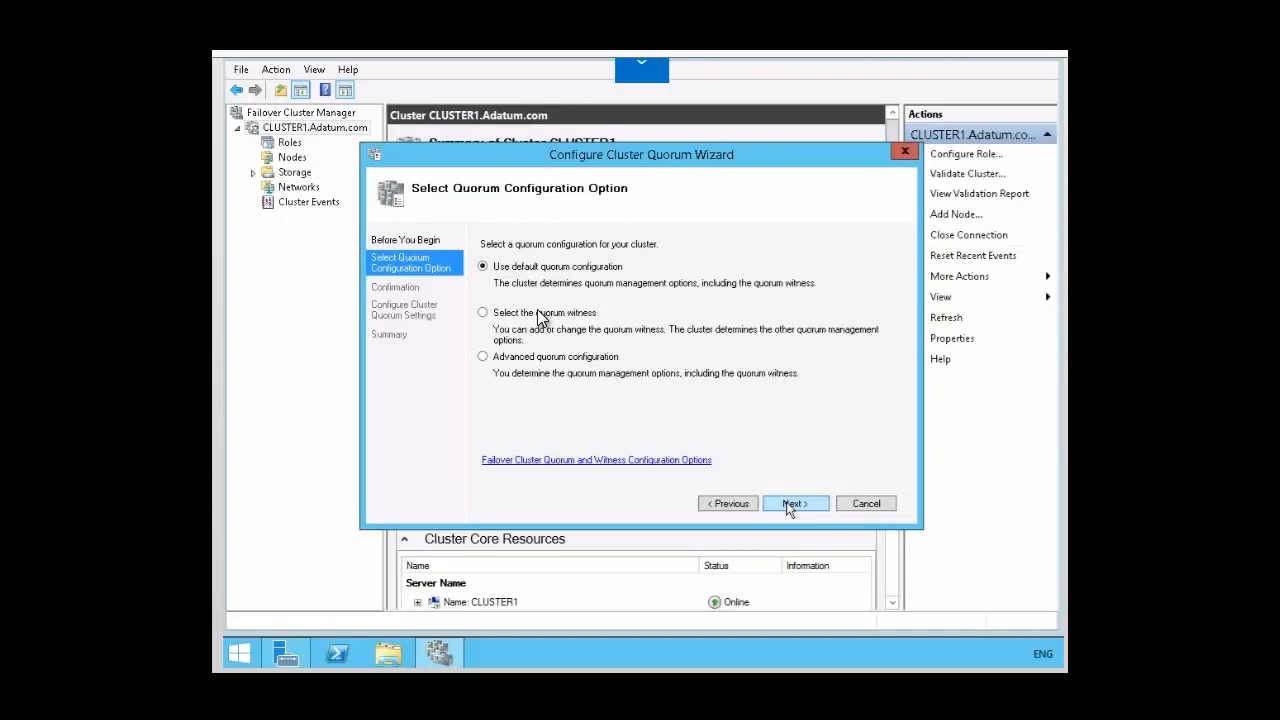 File Action View Help
Failover Cluster Manager
CLUSTER1.Adatum.com
Roles
Nodes
Storage
Networks
Cluster Events
Cluster CLUSTER1.Adatum.com
Summary of Cluster CLUSTER1
Configure Cluster Quorum Wizard
Select Quorum Configuration Option
Before You Begin
Select Quorum
Configuration Option
Confirmation
Configure Cluster
Quorum Settings
Summary
Select a quorum configuration for your cluster.
Use default quorum configuration
The cluster determines quorum management options, including the quorum witness.
Select the quorum witness
You can add or change the quorum witness. The cluster determines the other quorum management
options.
Advanced quorum configuration
You determine the quorum management options, including the quorum witness.
Failover Cluster Quorum and Witness Configuration Options
< Previous
Next >
Cancel
Cluster Core Resources
Name Status Information
Server Name
Name: CLUSTER1 Online
Actions
CLUSTER1.Adatum.co...
Configure Role...
Validate Cluster...
View Validation Report
Add Node...
Close Connection
Reset Recent Events
More Actions
View
Refresh
Properties
Help
ENG